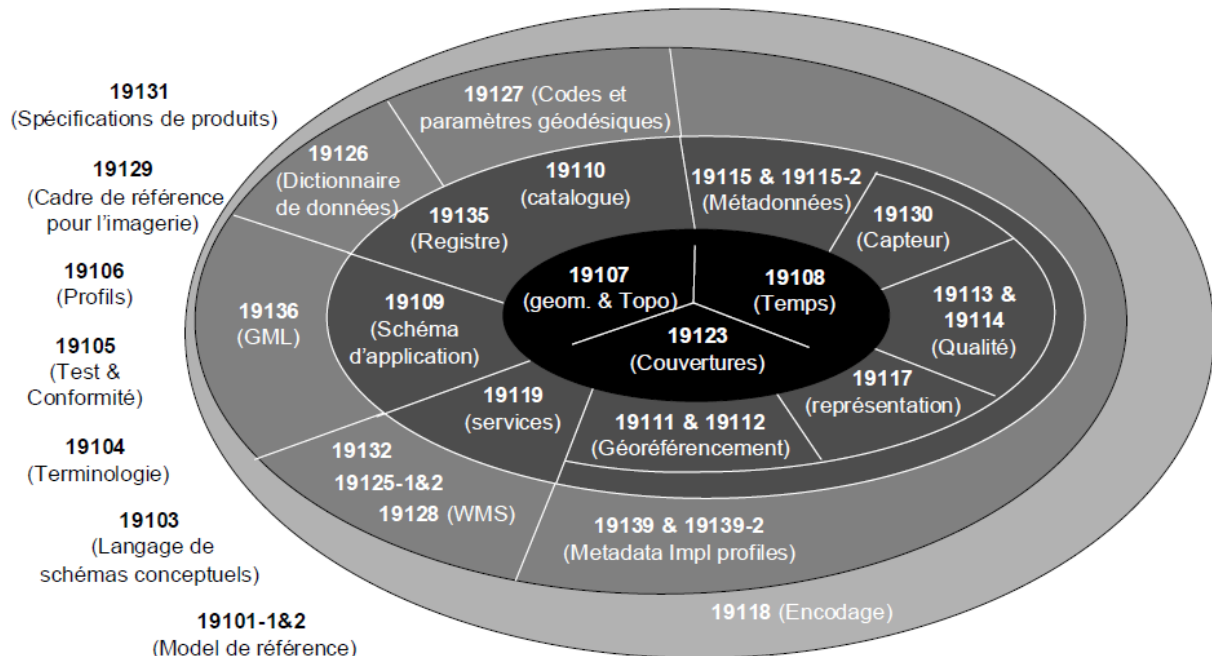 19131
(Spécifications de produits)
19129
(Cadre de référence
pour l'imagerie)
19106
(Profils)
19105
(Test &
Conformité)
19104
(Terminologie)
19103
(Langage de
schémas conceptuels)
19101-1&2
(Model de référence)
19127 (Codes et
paramètres géodésiques)
19126
(Dictionnaire
de données)
19110
(catalogue)
19135
(Registre)
19115 & 19115-2
(Métadonnées)
19130
(Capteur)
19107
(geom. & Topo)
19108
(Temps)
19123
(Couvertures)
19113 &
19114
(Qualité)
19136
(GML)
19109
(Schéma
d'application)
19119
(services)
19111 & 19112
(Géoréférencement)
19117
(représentation)
19132
19125-1&2
19128 (WMS)
19139 & 19139-2
(Metadata Impl profiles)
19118 (Encodage)